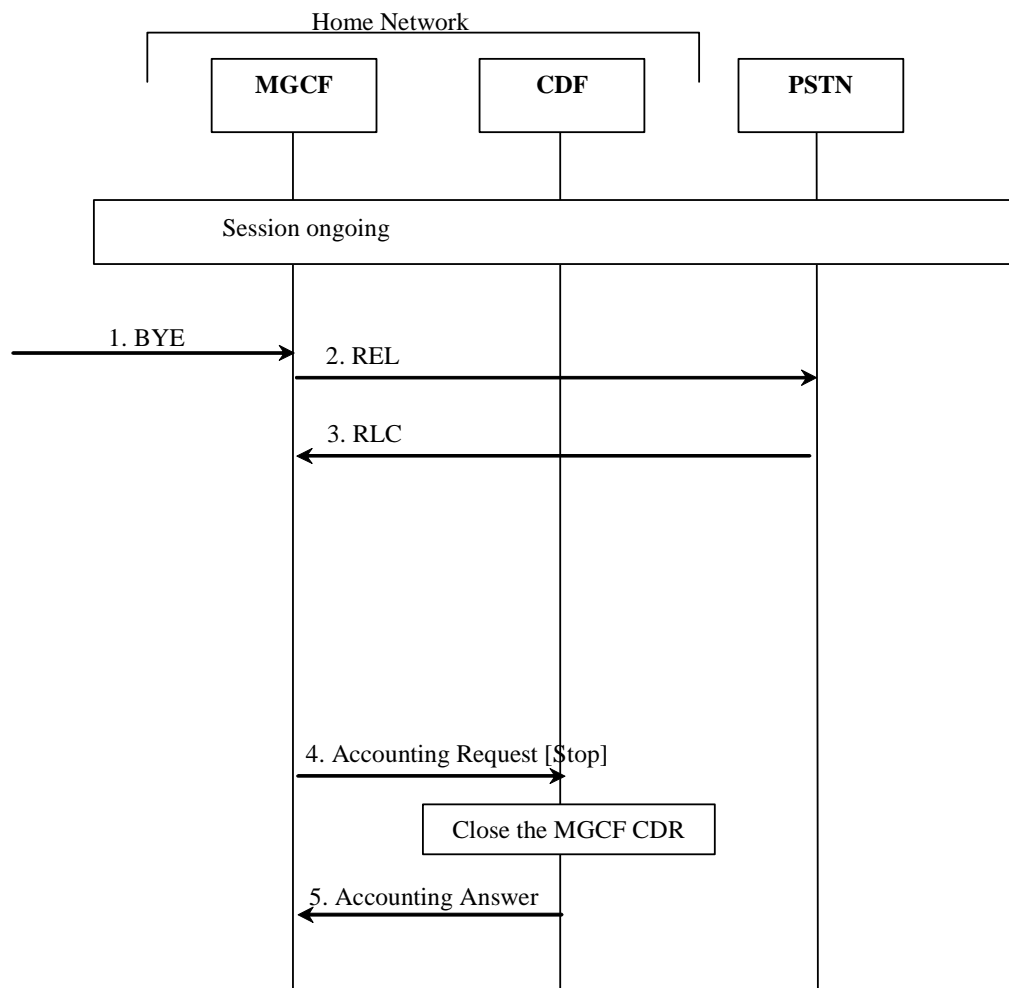 Home Network
MGCF
CDF
PSTN
Session ongoing
1. BYE
2. REL
3. RLC
4. Accounting Request [Stop]
Close the MGCF CDR
5. Accounting Answer